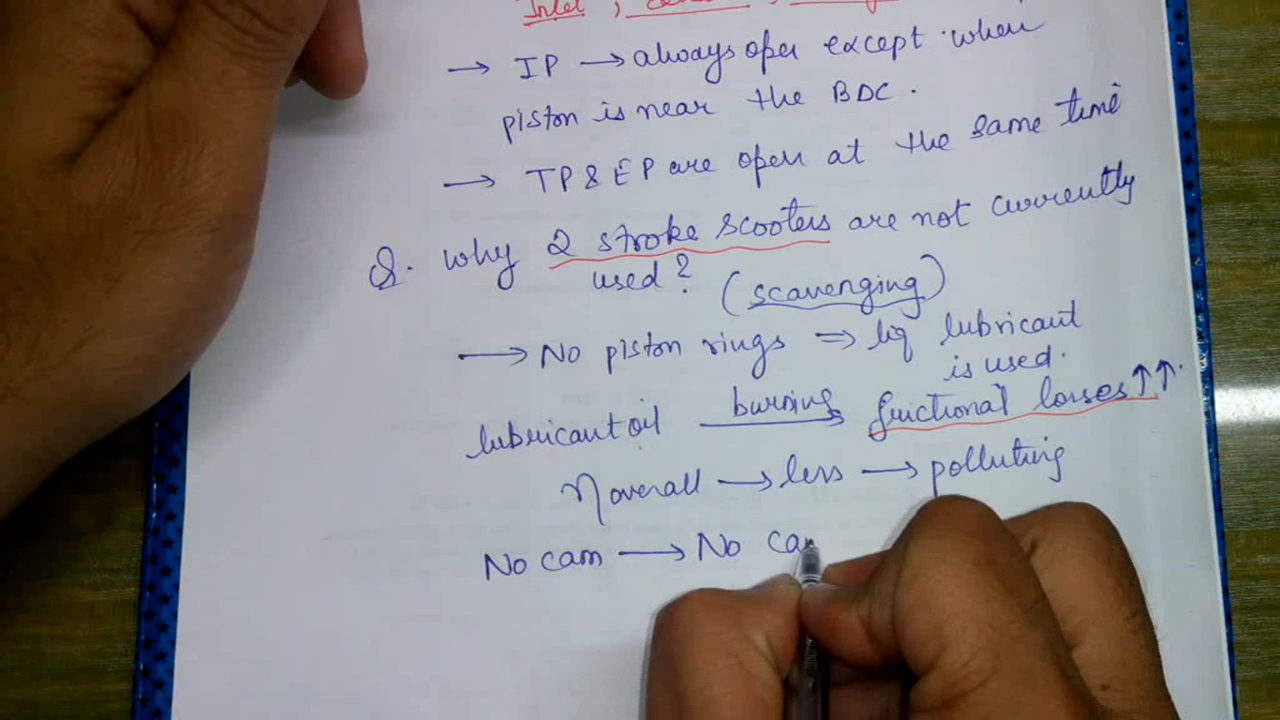 Inlet ,
→ IP → always open except when
piston is near the BDC.
→ TP & EP are open at the same time
Q. Why 2 stroke scooters are not currently
used? (scavenging)
→ No piston rings ⇒ liq lubricant
is used.
lubricant oil burning → frictional losses ↑↑.
η overall → less → polluting
No cam → No ca